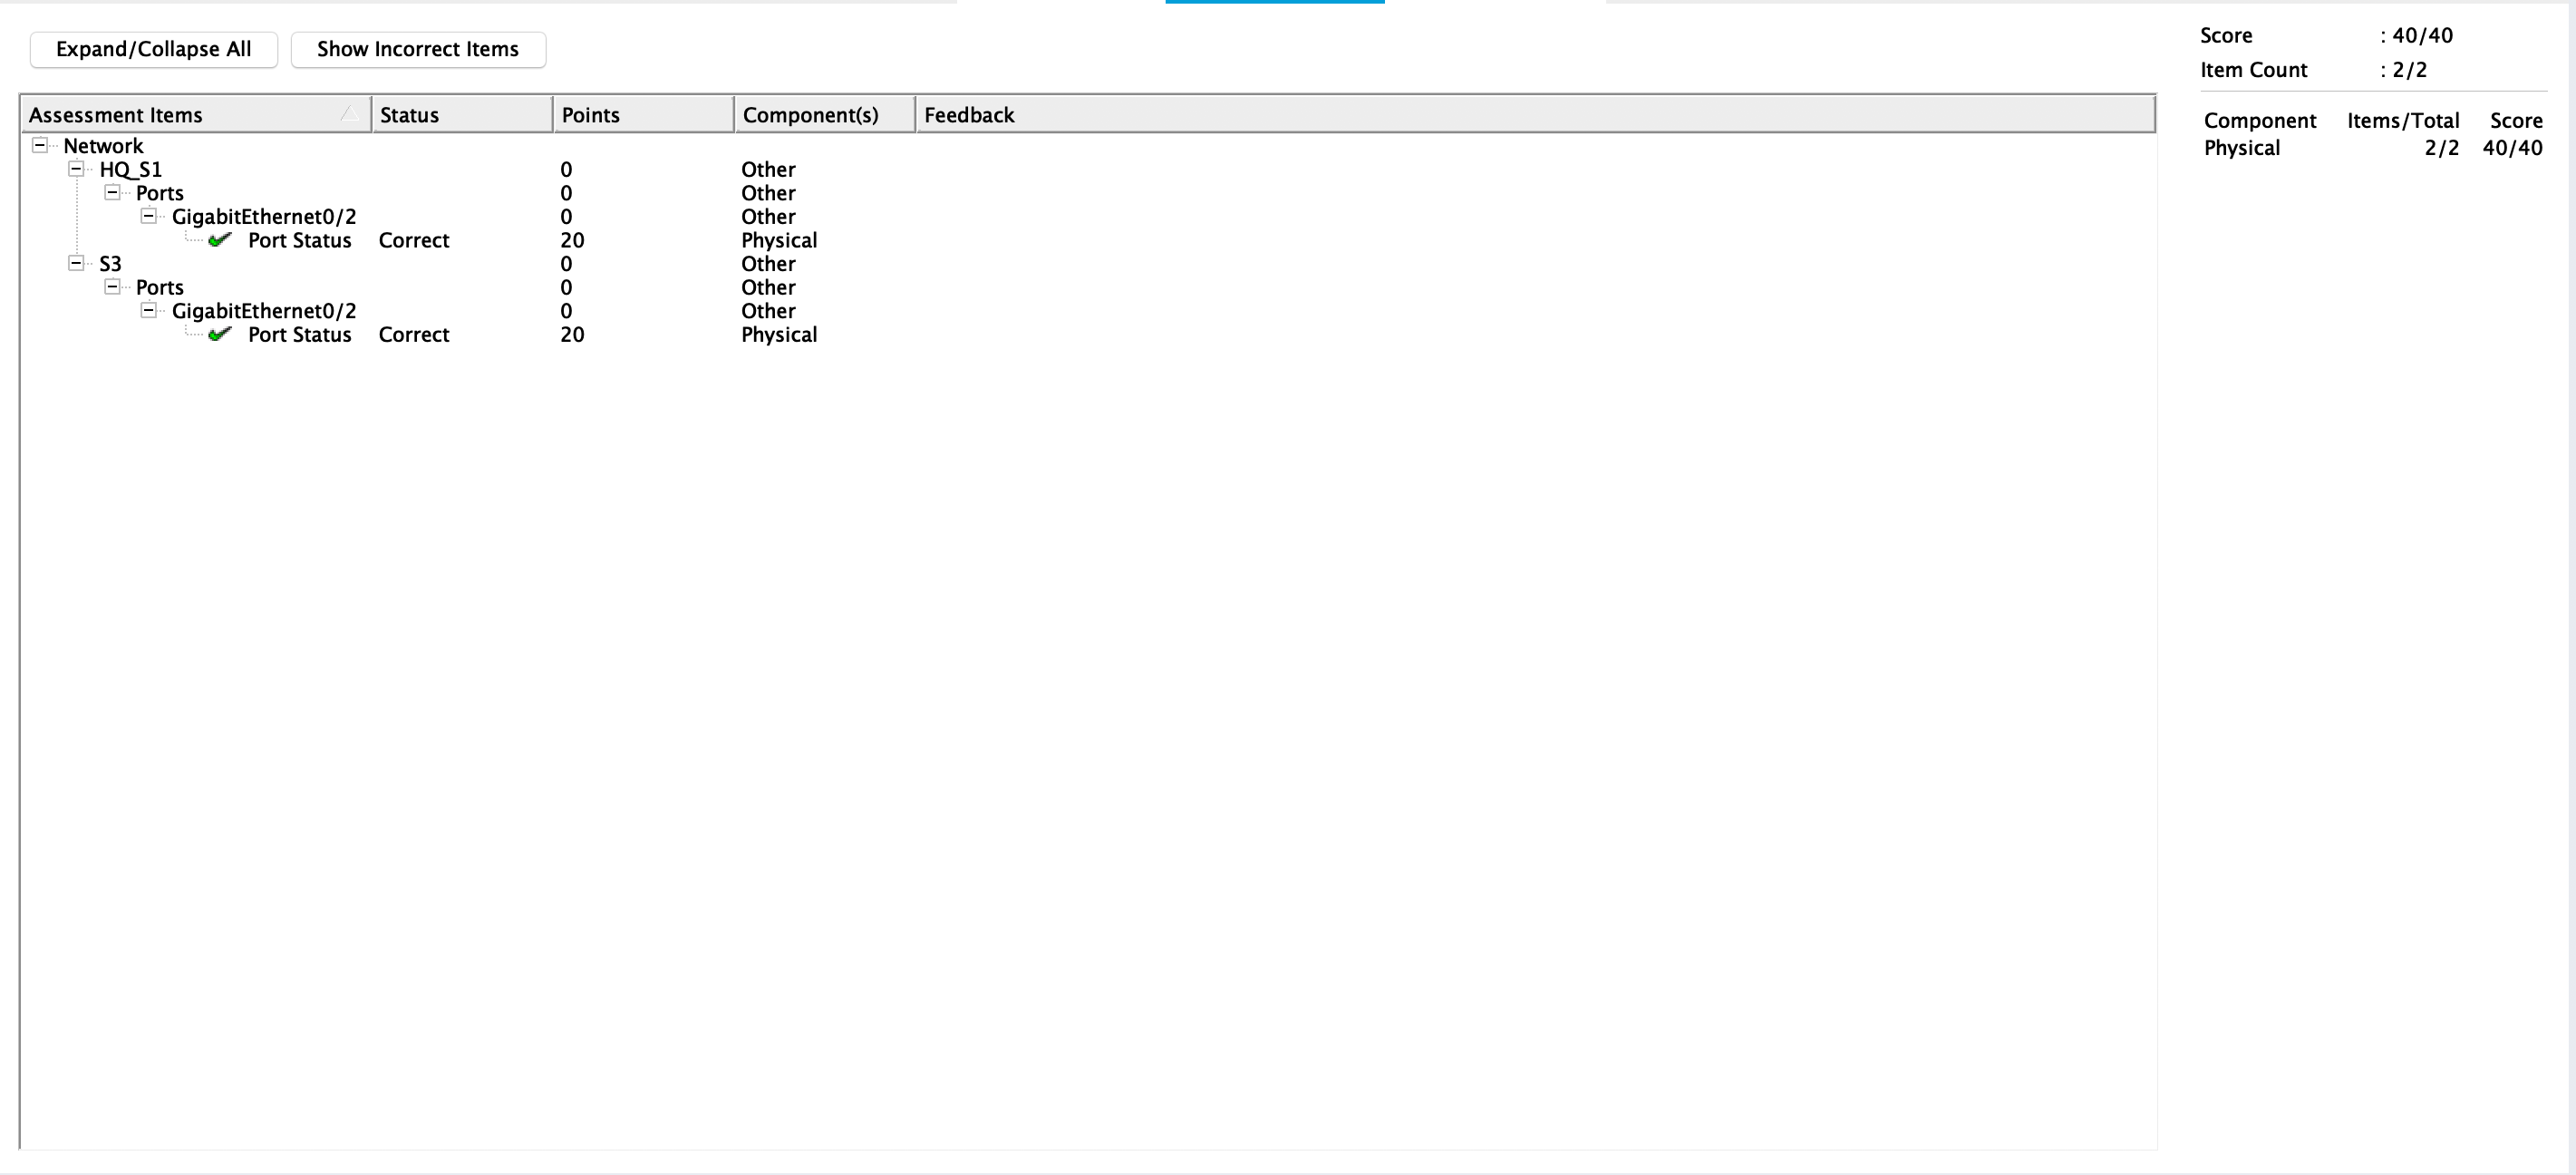 Expand/Collapse All Show Incorrect Items
Score : 40/40
Item Count : 2/2
Assessment Items Status Points Component(s) Feedback
Component Items/Total Score
Physical 2/2 40/40
Network
HQ_S1 0 Other
Ports 0 Other
GigabitEthernet0/2 0 Other
Port Status Correct 20 Physical
S3 0 Other
Ports 0 Other
GigabitEthernet0/2 0 Other
Port Status Correct 20 Physical